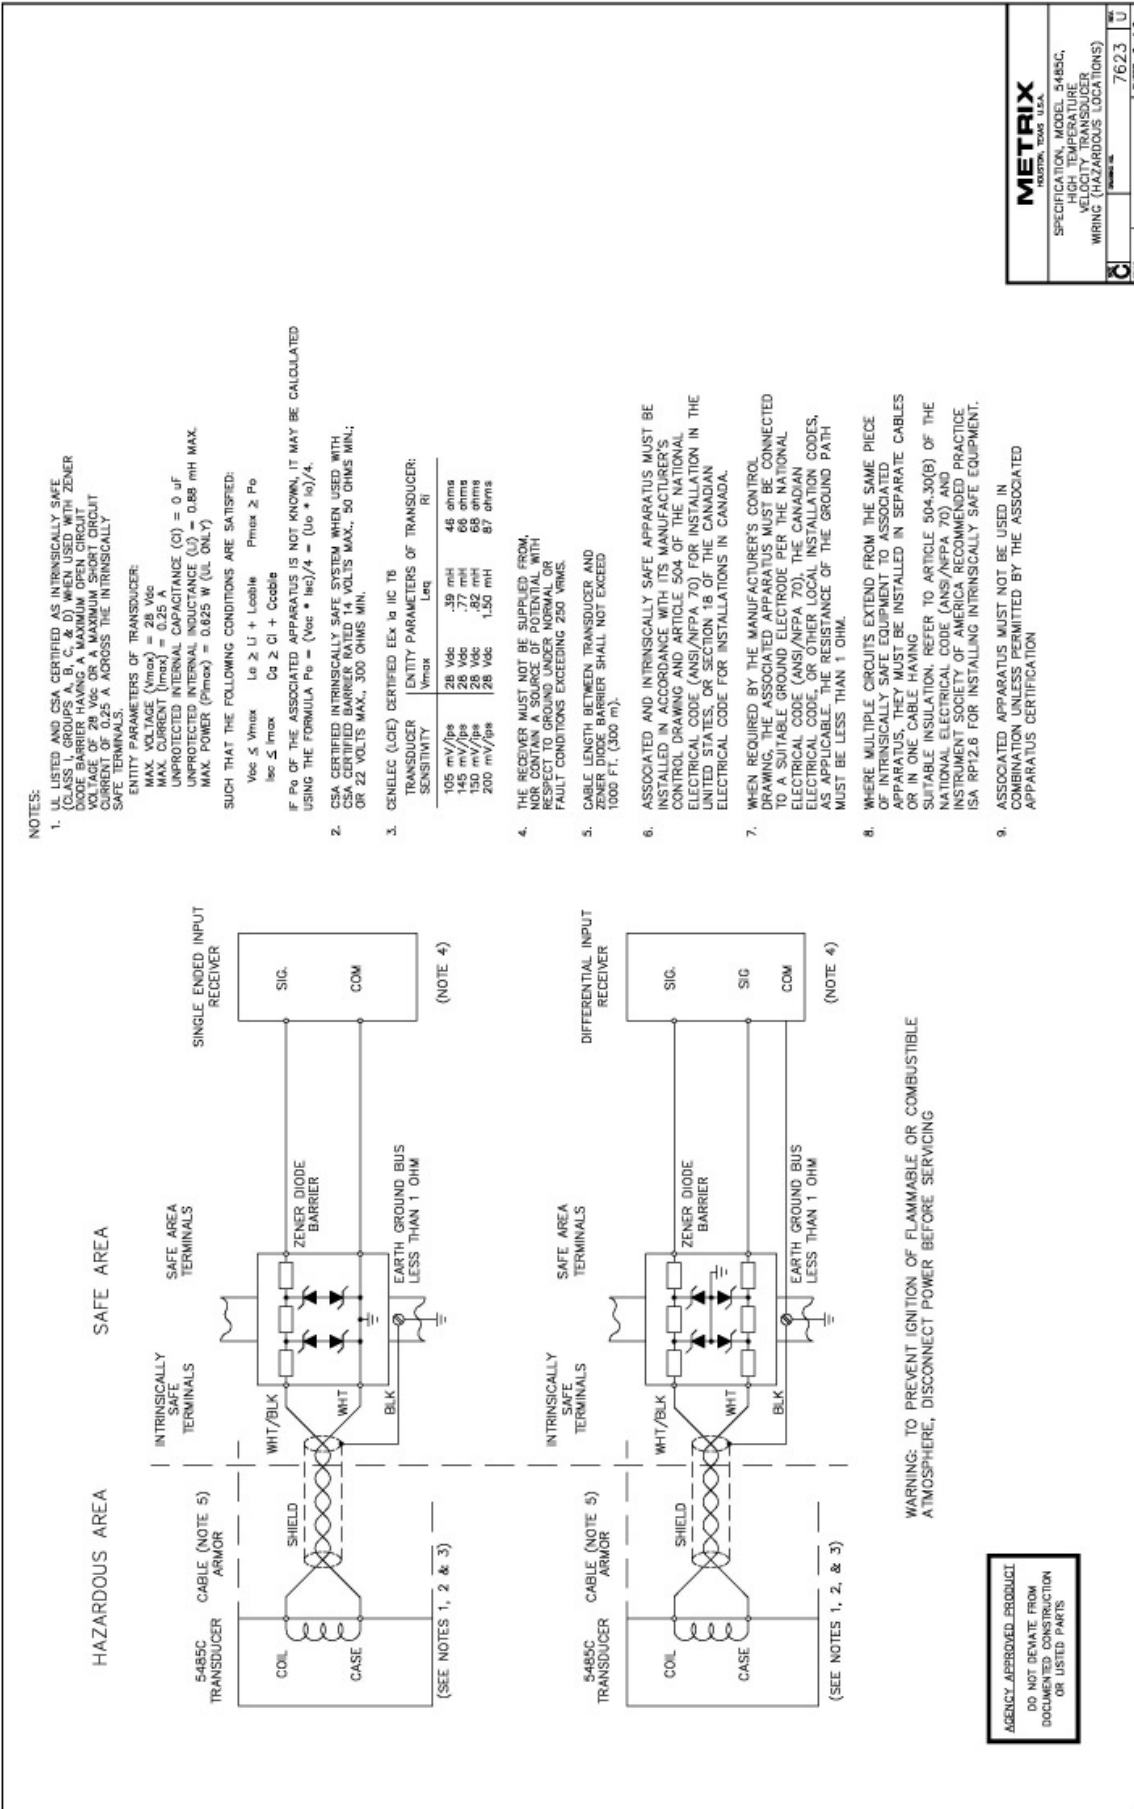 HAZARDOUS AREA
SAFE AREA
5485C
TRANSDUCER
CABLE (NOTE 5)
ARMOR
INTRINSICALLY
SAFE
TERMINALS
SAFE AREA
TERMINALS
SINGLE ENDED INPUT
RECEIVER
COIL
CASE
SHIELD
WHT/BLK
WHT
BLK
ZENER DIODE
BARRIER
EARTH GROUND BUS
LESS THAN 1 OHM
SIG.
COM
(SEE NOTES 1, 2 & 3)
(NOTE 4)
5485C
TRANSDUCER
CABLE (NOTE 5)
ARMOR
INTRINSICALLY
SAFE
TERMINALS
SAFE AREA
TERMINALS
DIFFERENTIAL INPUT
RECEIVER
COIL
CASE
SHIELD
WHT/BLK
WHT
BLK
ZENER DIODE
BARRIER
EARTH GROUND BUS
LESS THAN 1 OHM
SIG.
SIG
COM
(SEE NOTES 1, 2, & 3)
(NOTE 4)
WARNING: TO PREVENT IGNITION OF FLAMMABLE OR COMBUSTIBLE
ATMOSPHERE, DISCONNECT POWER BEFORE SERVICING
AGENCY APPROVED PRODUCT
DO NOT DEVIATE FROM
DOCUMENTED CONSTRUCTION
OR LISTED PARTS
NOTES:
1. UL LISTED AND CSA CERTIFIED AS INTRINSICALLY SAFE
(CLASS I, GROUPS A, B, C, & D) WHEN USED WITH ZENER
DIODE BARRIER HAVING A MAXIMUM OPEN CIRCUIT
VOLTAGE OF 28 Vdc OR A MAXIMUM SHORT CIRCUIT
CURRENT OF 0.25 A ACROSS THE INTRINSICALLY
SAFE TERMINALS.
ENTITY PARAMETERS OF TRANSDUCER:
MAX. VOLTAGE (Vmax) = 28 Vdc
MAX. CURRENT (Imax) = 0.25 A
UNPROTECTED INTERNAL CAPACITANCE (Ci) = 0 uF
UNPROTECTED INTERNAL INDUCTANCE (Li) = 0.88 mH MAX.
MAX. POWER (Pimax) = 0.625 W (UL ONLY)
SUCH THAT THE FOLLOWING CONDITIONS ARE SATISFIED:
Voc ≤ Vmax La ≥ Li + Lcable Pmax ≥ Po
Isc ≤ Imax Ca ≥ Ci + Ccable
IF Po OF THE ASSOCIATED APPARATUS IS NOT KNOWN, IT MAY BE CALCULATED
USING THE FORMULA Po = (Voc * Isc)/4 = (Uo * Io)/4.
2. CSA CERTIFIED INTRINSICALLY SAFE SYSTEM WHEN USED WITH
CSA CERTIFIED BARRIER RATED 14 VOLTS MAX., 50 OHMS MIN.;
OR 22 VOLTS MAX., 300 OHMS MIN.
3. CENELEC (LCIE) CERTIFIED EEx ia IIC T6
TRANSDUCER ENTITY PARAMETERS OF TRANSDUCER:
SENSITIVITY Vmax Leq Ri
105 mV/ips 28 Vdc .39 mH 48 ohms
145 mV/ips 28 Vdc .77 mH 66 ohms
150 mV/ips 28 Vdc .82 mH 68 ohms
200 mV/ips 28 Vdc 1.50 mH 87 ohms
4. THE RECEIVER MUST NOT BE SUPPLIED FROM,
NOR CONTAIN A SOURCE OF POTENTIAL WITH
RESPECT TO GROUND UNDER NORMAL OR
FAULT CONDITIONS EXCEEDING 250 VRMS.
5. CABLE LENGTH BETWEEN TRANSDUCER AND
ZENER DIODE BARRIER SHALL NOT EXCEED
1000 FT. (300 m).
6. ASSOCIATED AND INTRINSICALLY SAFE APPARATUS MUST BE
INSTALLED IN ACCORDANCE WITH ITS MANUFACTURER'S
CONTROL DRAWING AND ARTICLE 504 OF THE NATIONAL
ELECTRICAL CODE (ANSI/NFPA 70) FOR INSTALLATION IN THE
UNITED STATES, OR SECTION 18 OF THE CANADIAN
ELECTRICAL CODE FOR INSTALLATIONS IN CANADA.
7. WHEN REQUIRED BY THE MANUFACTURER'S CONTROL
DRAWING, THE ASSOCIATED APPARATUS MUST BE CONNECTED
TO A SUITABLE GROUND ELECTRODE PER THE NATIONAL
ELECTRICAL CODE (ANSI/NFPA 70), THE CANADIAN
ELECTRICAL CODE, OR OTHER LOCAL INSTALLATION CODES,
AS APPLICABLE. THE RESISTANCE OF THE GROUND PATH
MUST BE LESS THAN 1 OHM.
8. WHERE MULTIPLE CIRCUITS EXTEND FROM THE SAME PIECE
OF INTRINSICALLY SAFE EQUIPMENT TO ASSOCIATED
APPARATUS, THEY MUST BE INSTALLED IN SEPARATE CABLES
OR IN ONE CABLE HAVING
SUITABLE INSULATION. REFER TO ARTICLE 504.30(B) OF THE
NATIONAL ELECTRICAL CODE (ANSI/NFPA 70) AND
INSTRUMENT SOCIETY OF AMERICA RECOMMENDED PRACTICE
ISA RP12.6 FOR INSTALLING INTRINSICALLY SAFE EQUIPMENT.
9. ASSOCIATED APPARATUS MUST NOT BE USED IN
COMBINATION UNLESS PERMITTED BY THE ASSOCIATED
APPARATUS CERTIFICATION
METRIX
HOUSTON, TEXAS U.S.A.
SPECIFICATION, MODEL 5485C,
HIGH TEMPERATURE
VELOCITY TRANSDUCER
WIRING (HAZARDOUS LOCATIONS)
C
DRAWING NO.
7623
REV.
U